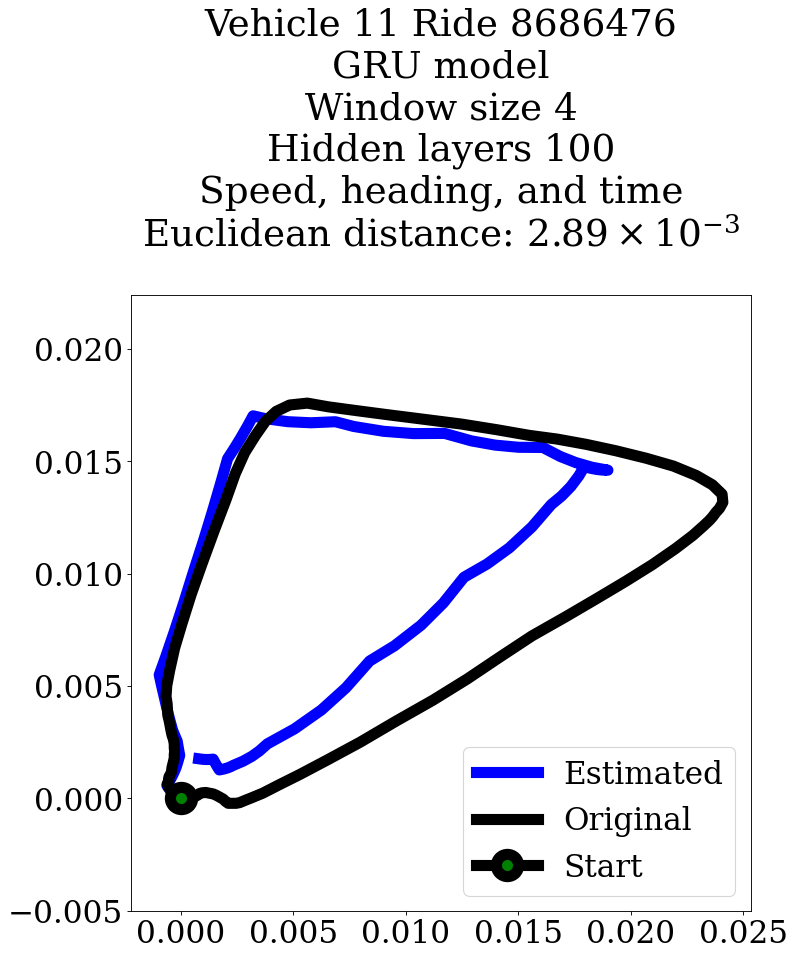 Vehicle 11 Ride 8686476
GRU model
Window size 4
Hidden layers 100
Speed, heading, and time
Euclidean distance: 2.89 × 10⁻³
0.020
0.015
0.010
0.005
0.000
−0.005
0.000 0.005 0.010 0.015 0.020 0.025
Estimated
Original
Start